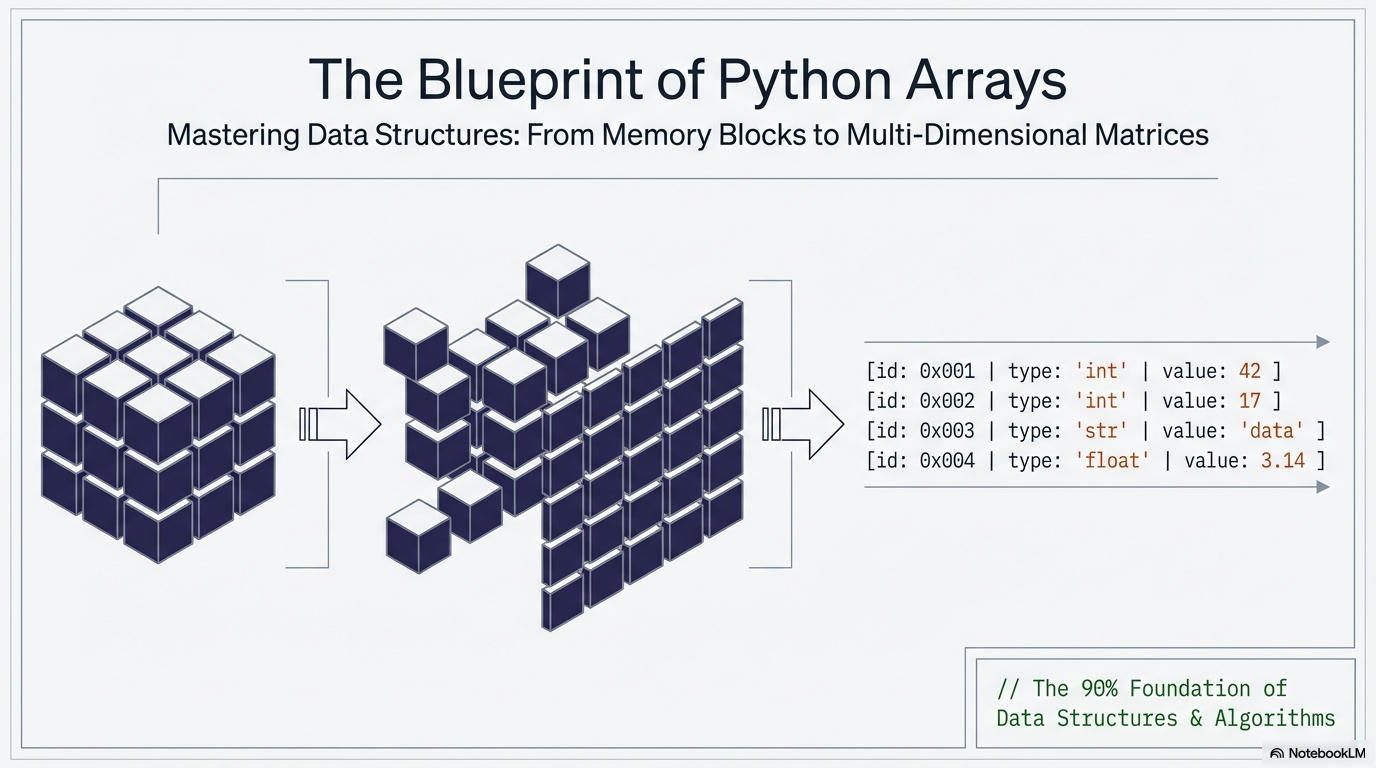 The Blueprint of Python Arrays
Mastering Data Structures: From Memory Blocks to Multi-Dimensional Matrices
[id: 0x001 | type: 'int' | value: 42 ]
[id: 0x002 | type: 'int' | value: 17 ]
[id: 0x003 | type: 'str' | value: 'data' ]
[id: 0x004 | type: 'float' | value: 3.14 ]
// The 90% Foundation of
Data Structures & Algorithms
NotebookLM